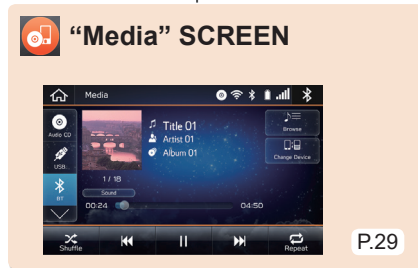 “Media” SCREEN
Media
Audio CD
USB
BT
Title 01
Artist 01
Album 01
1 / 18
Sound
00:24
04:50
Browse
Change Device
Shuffle
Repeat
P.29